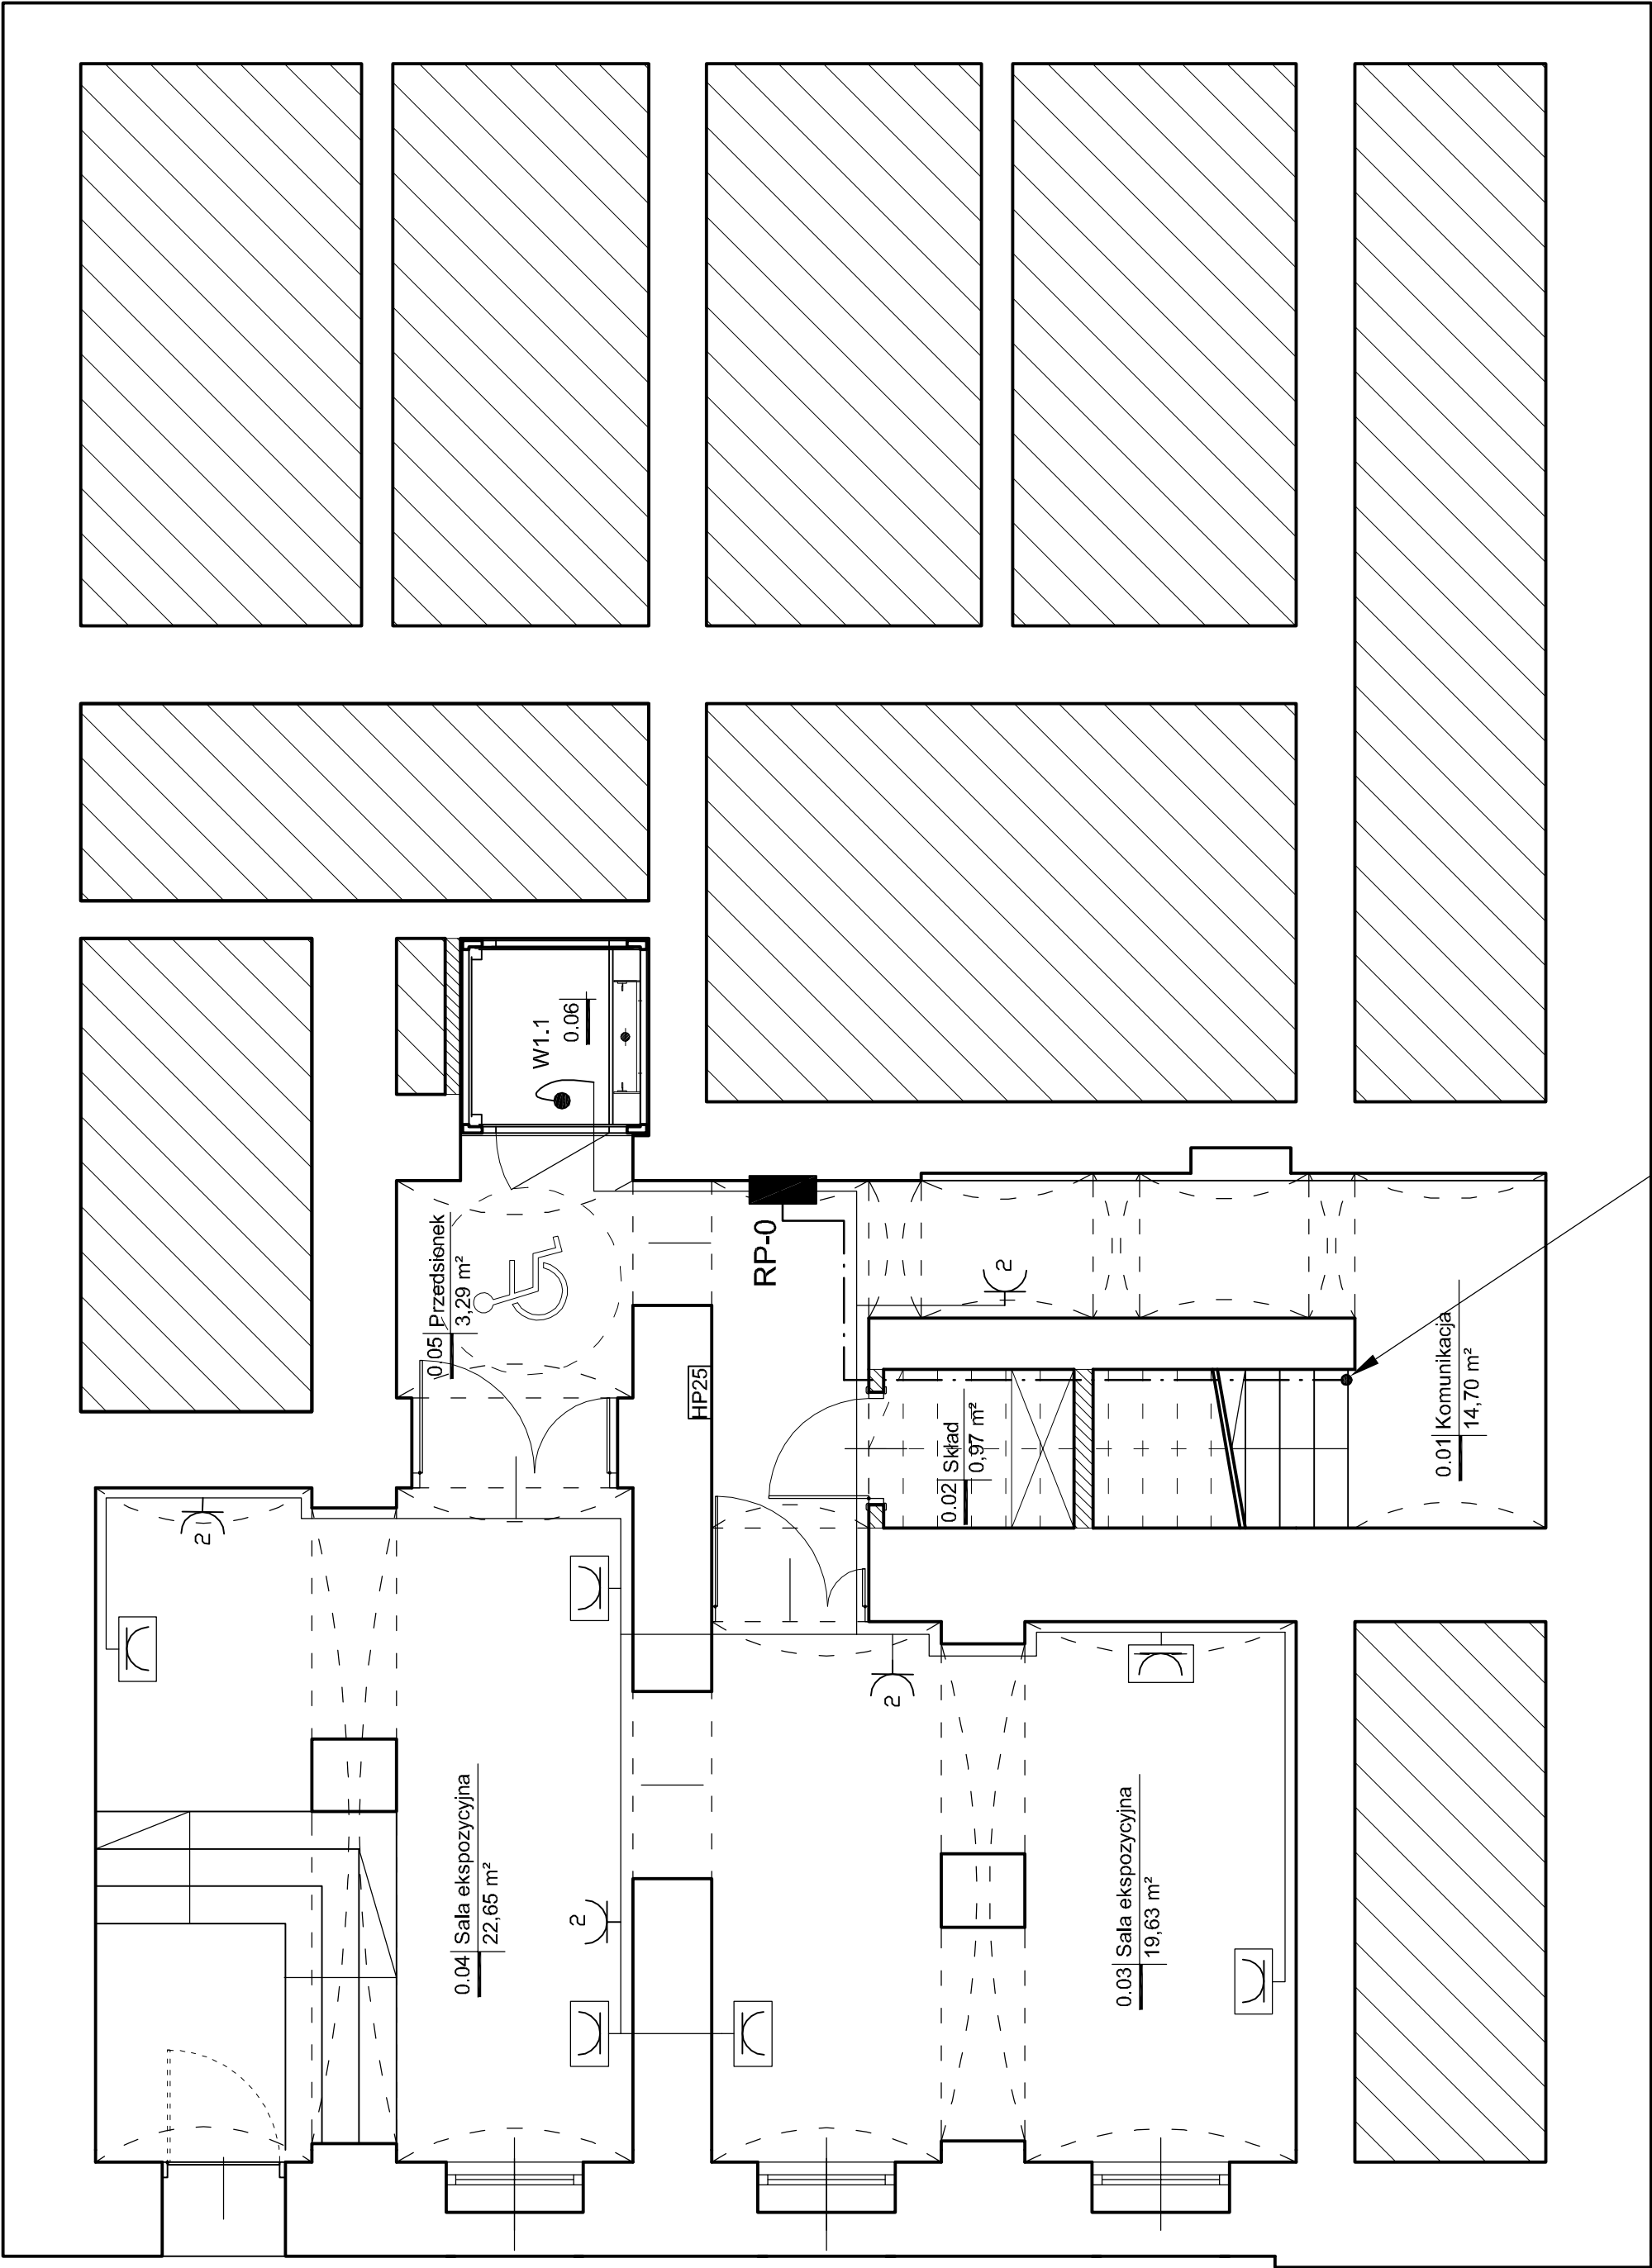 W1.1
0.06
0.05 Przedsionek
3,29 m²
RP-0
HP25
2
0.01 Komunikacja
14,70 m²
0.02 Skład
0,97 m²
2
2
0.04 Sala ekspozycyjna
22,65 m²
2
0.03 Sala ekspozycyjna
19,63 m²